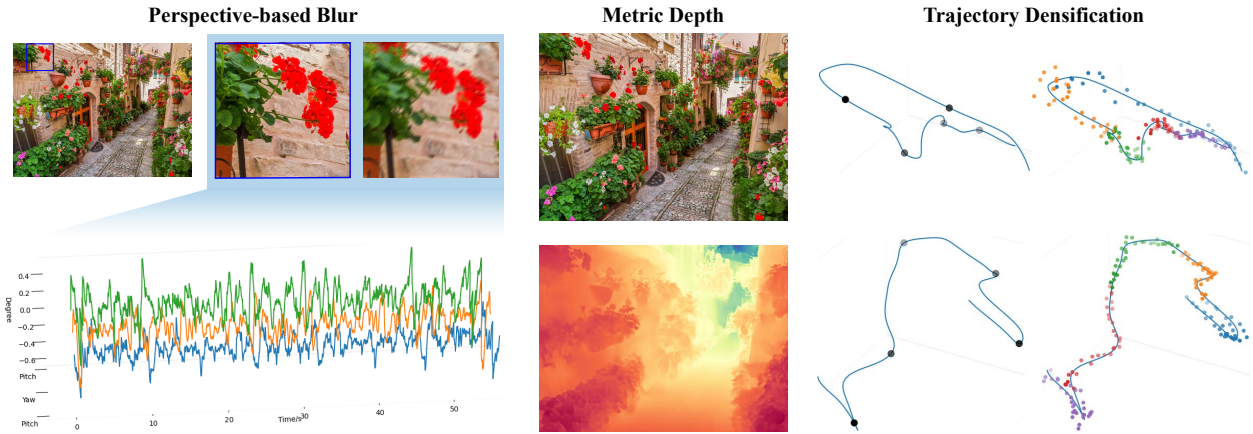 Perspective-based Blur
Metric Depth
Trajectory Densification
0.4
0.2
0.0
−0.2
−0.4
−0.6
Degree
Pitch
Yaw
Pitch
0
10
20
30
40
50
Time/s